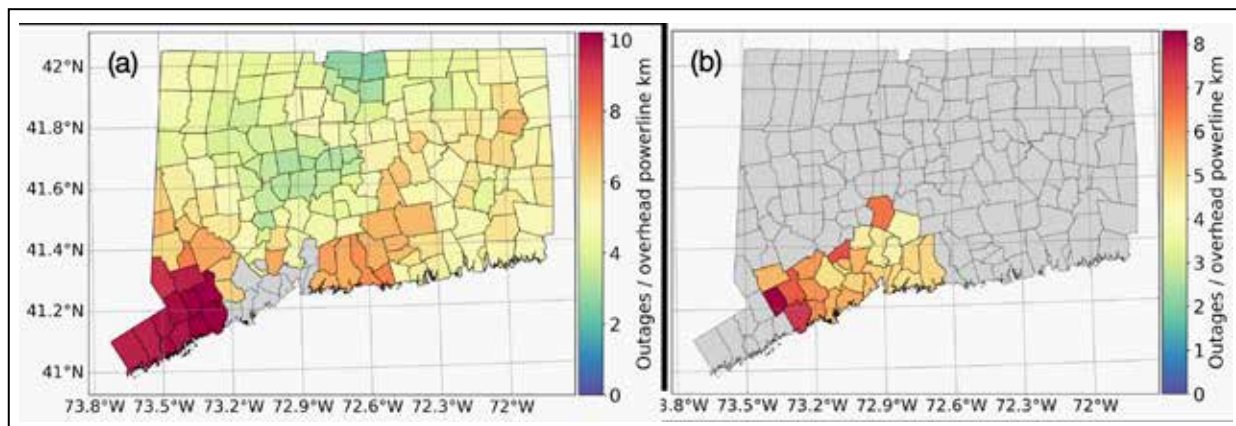 (a)
42°N
41.8°N
41.6°N
41.4°N
41.2°N
41°N
73.8°W 73.5°W 73.2°W 72.9°W 72.6°W 72.3°W 72°W
10
8
6
4
2
0
Outages / overhead powerline km
(b)
73.8°W 73.5°W 73.2°W 72.9°W 72.6°W 72.3°W 72°W
8
7
6
5
4
3
2
1
0
Outages / overhead powerline km